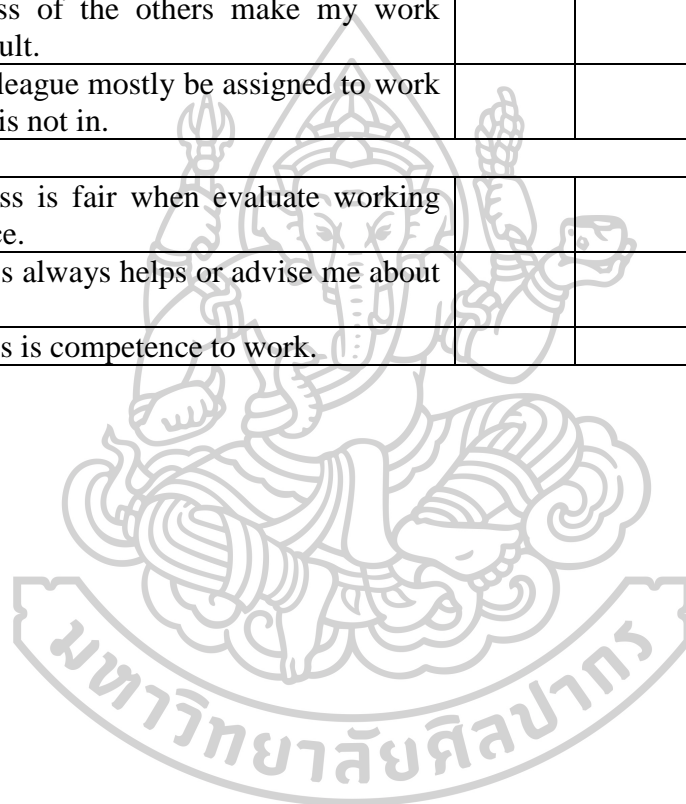 ss of the others make my work
ult.
league mostly be assigned to work
is not in.
ss is fair when evaluate working
ce.
s always helps or advise me about
s is competence to work.
มหาวิทยาลัยศิลปากร